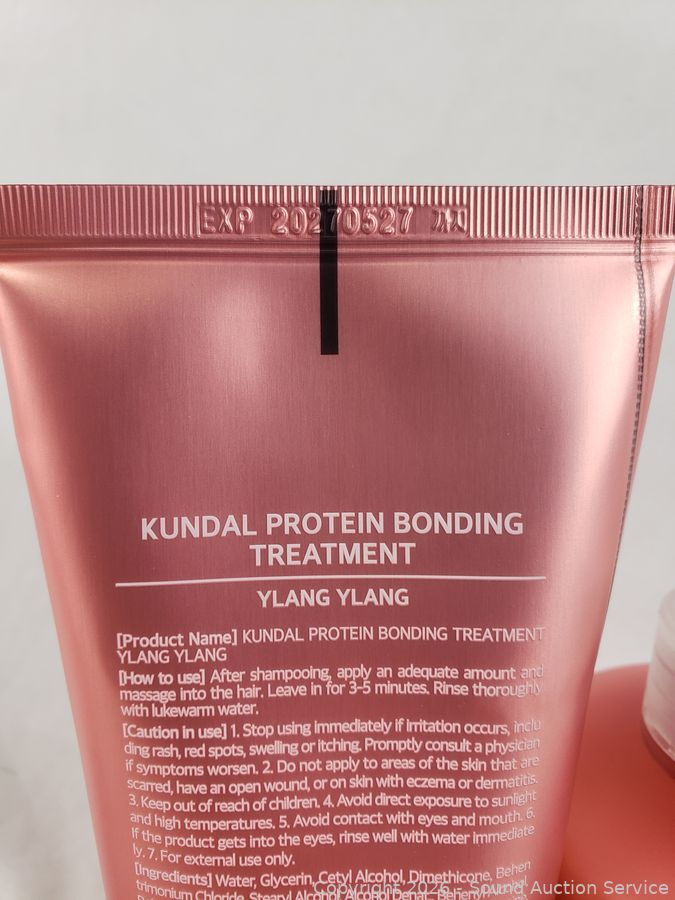 EXP 20270527
KUNDAL PROTEIN BONDING
TREATMENT
YLANG YLANG
[Product Name] KUNDAL PROTEIN BONDING TREATMENT
YLANG YLANG
[How to use] After shampooing, apply an adequate amount and
massage into the hair. Leave in for 3-5 minutes. Rinse thoroughly
with lukewarm water.
[Caution in use] 1. Stop using immediately if irritation occurs, inclu
ding rash, red spots, swelling or itching. Promptly consult a physician
if symptoms worsen. 2. Do not apply to areas of the skin that are
scarred, have an open wound, or on skin with eczema or dermatitis.
3. Keep out of reach of children. 4. Avoid direct exposure to sunlight
and high temperatures. 5. Avoid contact with eyes and mouth. 6.
If the product gets into the eyes, rinse well with water immediate
ly. 7. For external use only.
[Ingredients] Water, Glycerin, Cetyl Alcohol, Dimethicone, Behen
trimonium Chloride, Stearyl Alcohol, Alcohol Denat., Behenyl Alcohol,
Copyright 2026 - Sound Auction Service